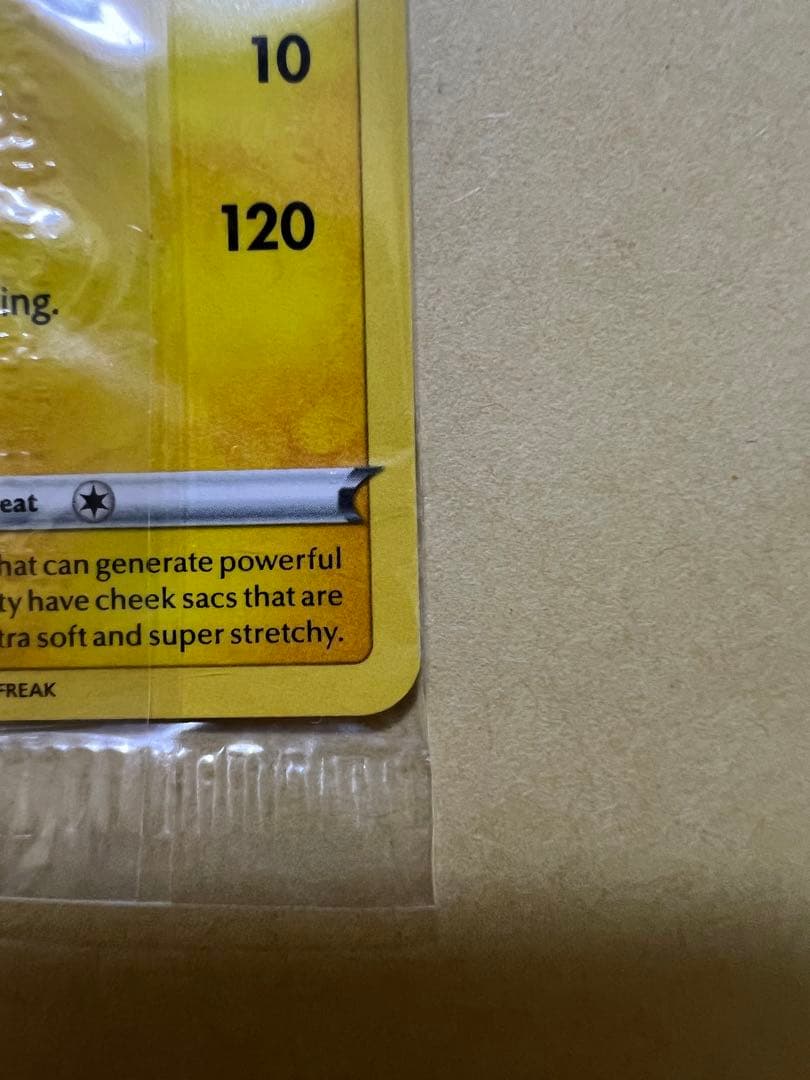 10
120
ing.
eat
hat can generate powerful
ty have cheek sacs that are
tra soft and super stretchy.
FREAK